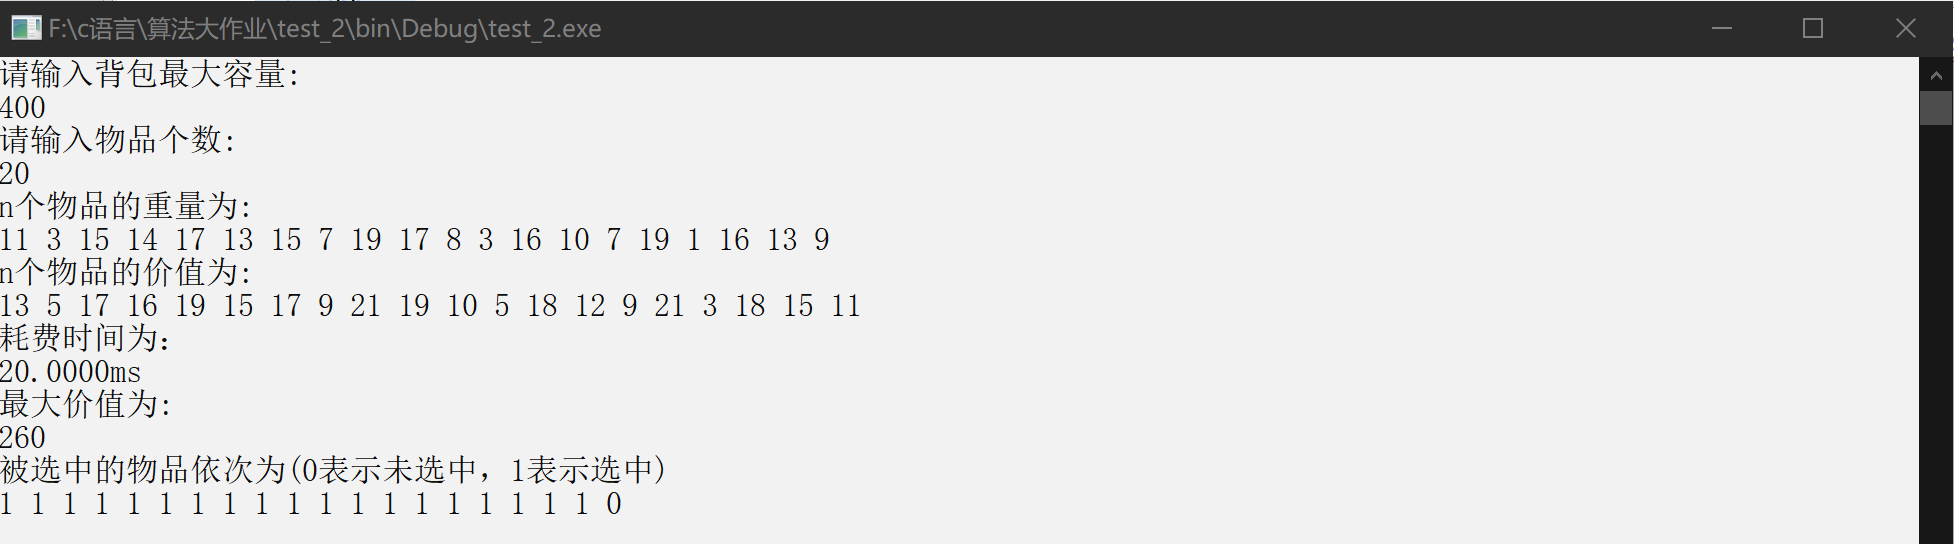 F:\c语言\算法大作业\test_2\bin\Debug\test_2.exe
请输入背包最大容量:
400
请输入物品个数:
20
n个物品的重量为:
11 3 15 14 17 13 15 7 19 17 8 3 16 10 7 19 1 16 13 9
n个物品的价值为:
13 5 17 16 19 15 17 9 21 19 10 5 18 12 9 21 3 18 15 11
耗费时间为:
20.0000ms
最大价值为:
260
被选中的物品依次为(0表示未选中，1表示选中)
1 1 1 1 1 1 1 1 1 1 1 1 1 1 1 1 1 1 1 0